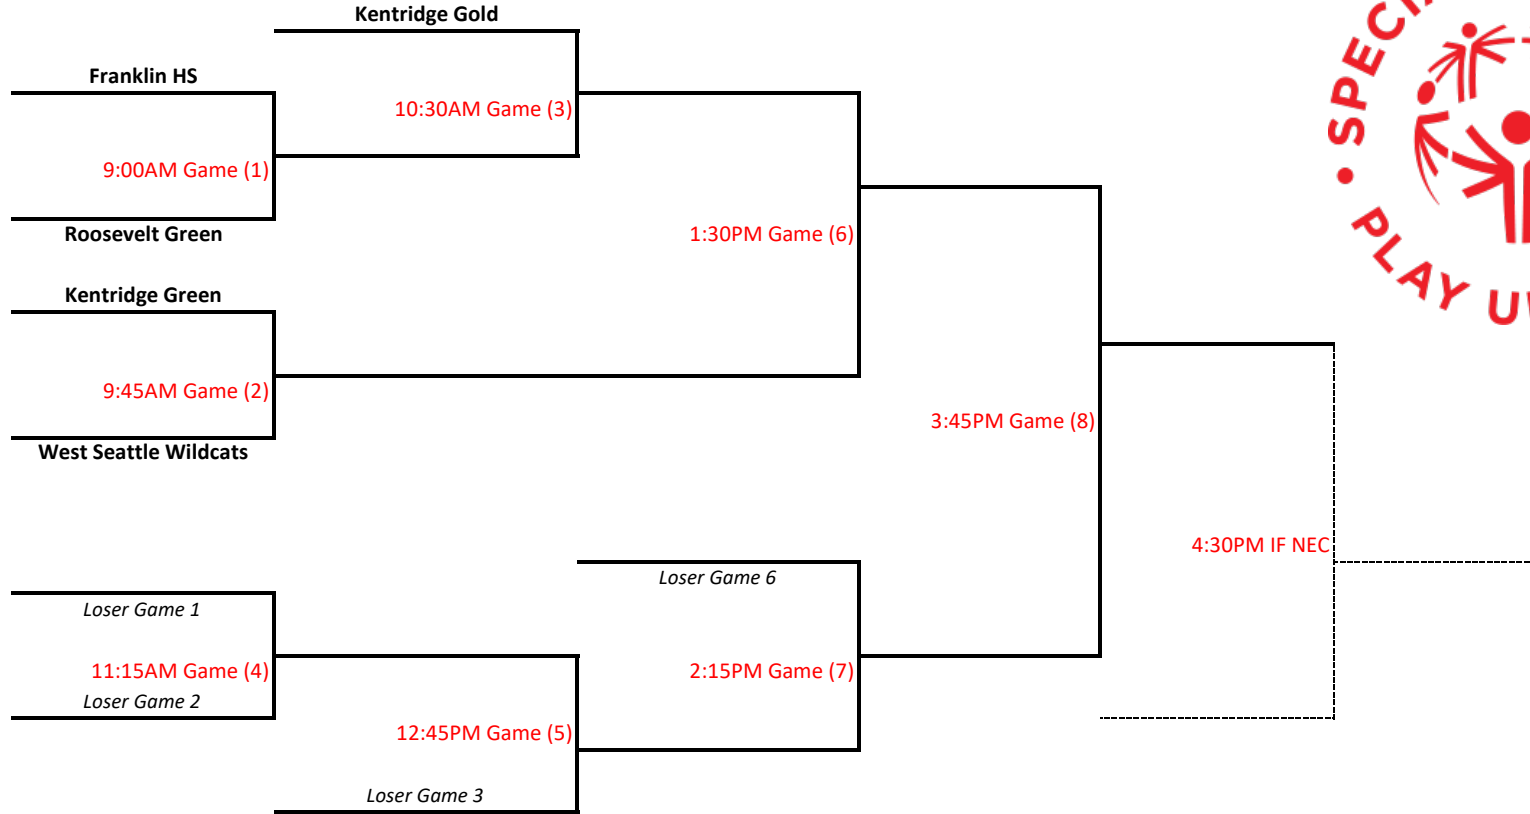 Kentridge Gold
Franklin HS
10:30AM Game (3)
9:00AM Game (1)
Roosevelt Green
1:30PM Game (6)
Kentridge Green
9:45AM Game (2)
3:45PM Game (8)
West Seattle Wildcats
4:30PM IF NEC
Loser Game 6
Loser Game 1
11:15AM Game (4)
2:15PM Game (7)
Loser Game 2
12:45PM Game (5)
Loser Game 3
PLAY